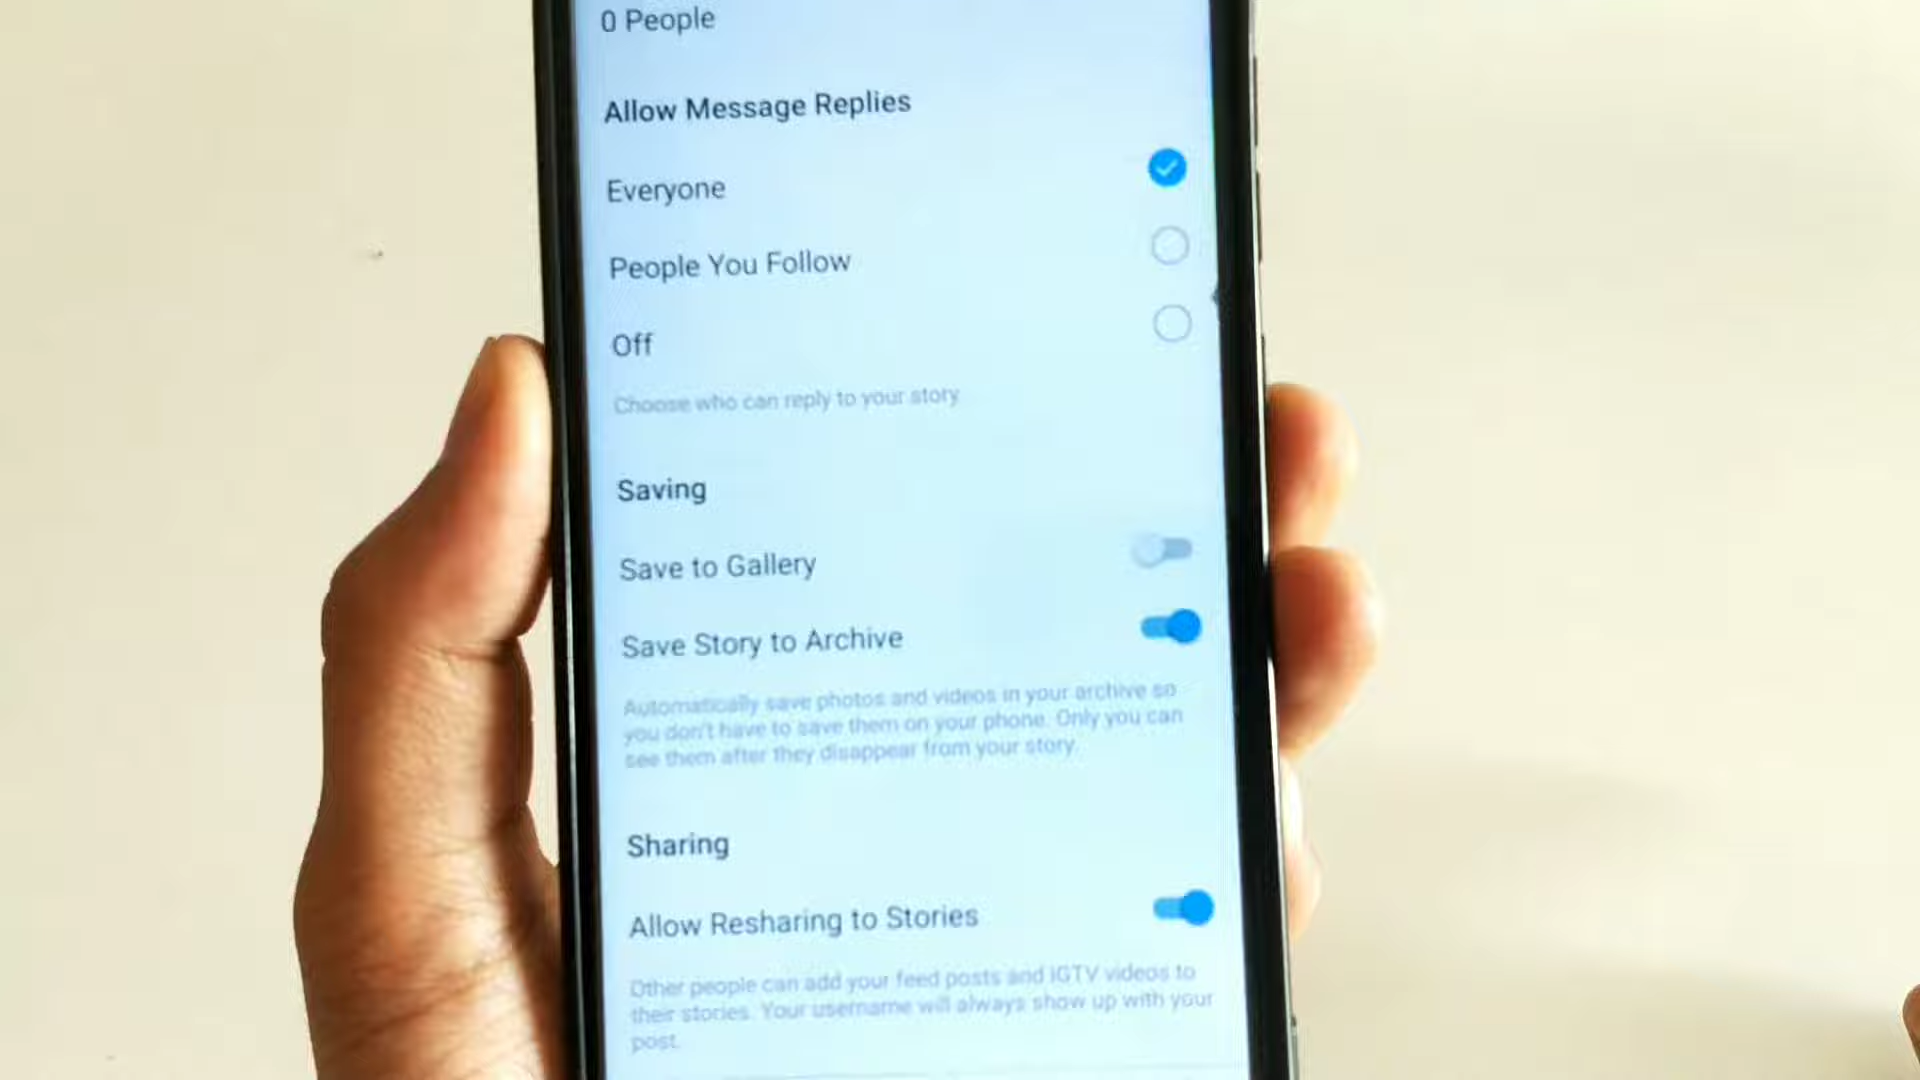 0 People
Allow Message Replies
Everyone
People You Follow
Off
Choose who can reply to your story
Saving
Save to Gallery
Save Story to Archive
Automatically save photos and videos in your archive so
you don't have to save them on your phone. Only you can
see them after they disappear from your story.
Sharing
Allow Resharing to Stories
Other people can add your feed posts and IGTV videos to
their stories. Your username will always show up with your
post.